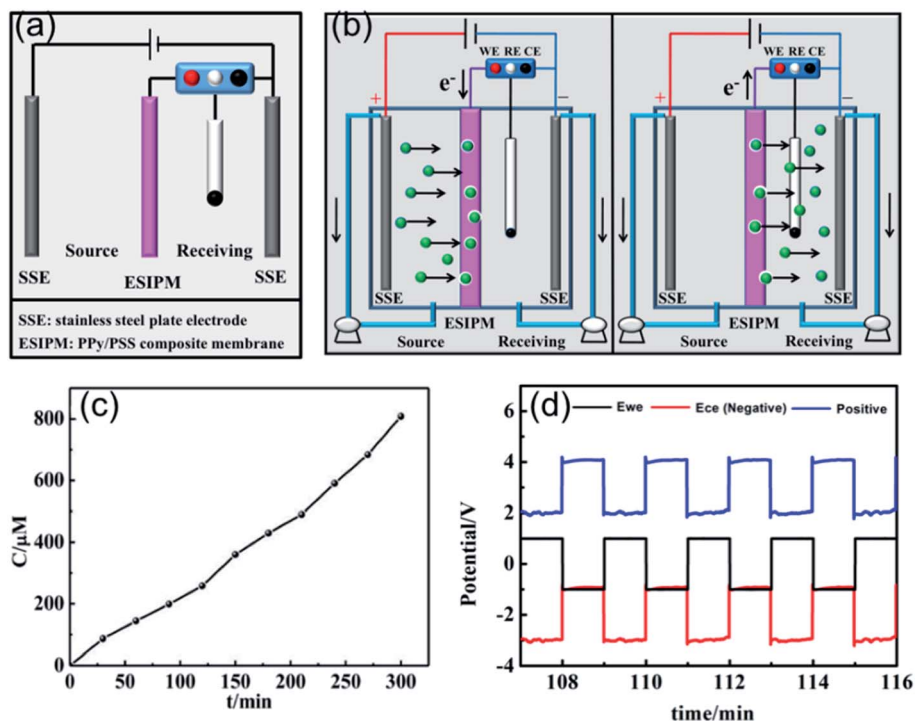 (a)
Source
Receiving
SSE
ESIPM
SSE
SSE: stainless steel plate electrode
ESIPM: PPy/PSS composite membrane
(b)
WE RE CE
e⁻
+
−
SSE
SSE
ESIPM
Source
Receiving
WE RE CE
e⁻
+
−
SSE
SSE
ESIPM
Source
Receiving
(c)
C/μM
800
600
400
200
0
0 50 100 150 200 250 300
t/min
(d)
Ewe Ece (Negative) Positive
Potential/V
6
4
2
0
-2
-4
108 110 112 114 116
time/min